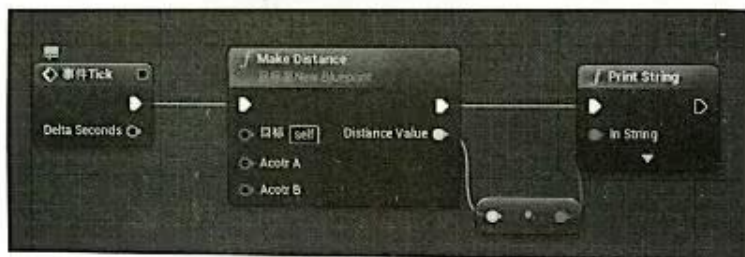 事件Tick
Delta Seconds
f Make Distance
目标是New Blueprint
目标 self
Distance Value
Acotr A
Acotr B
f Print String
In String